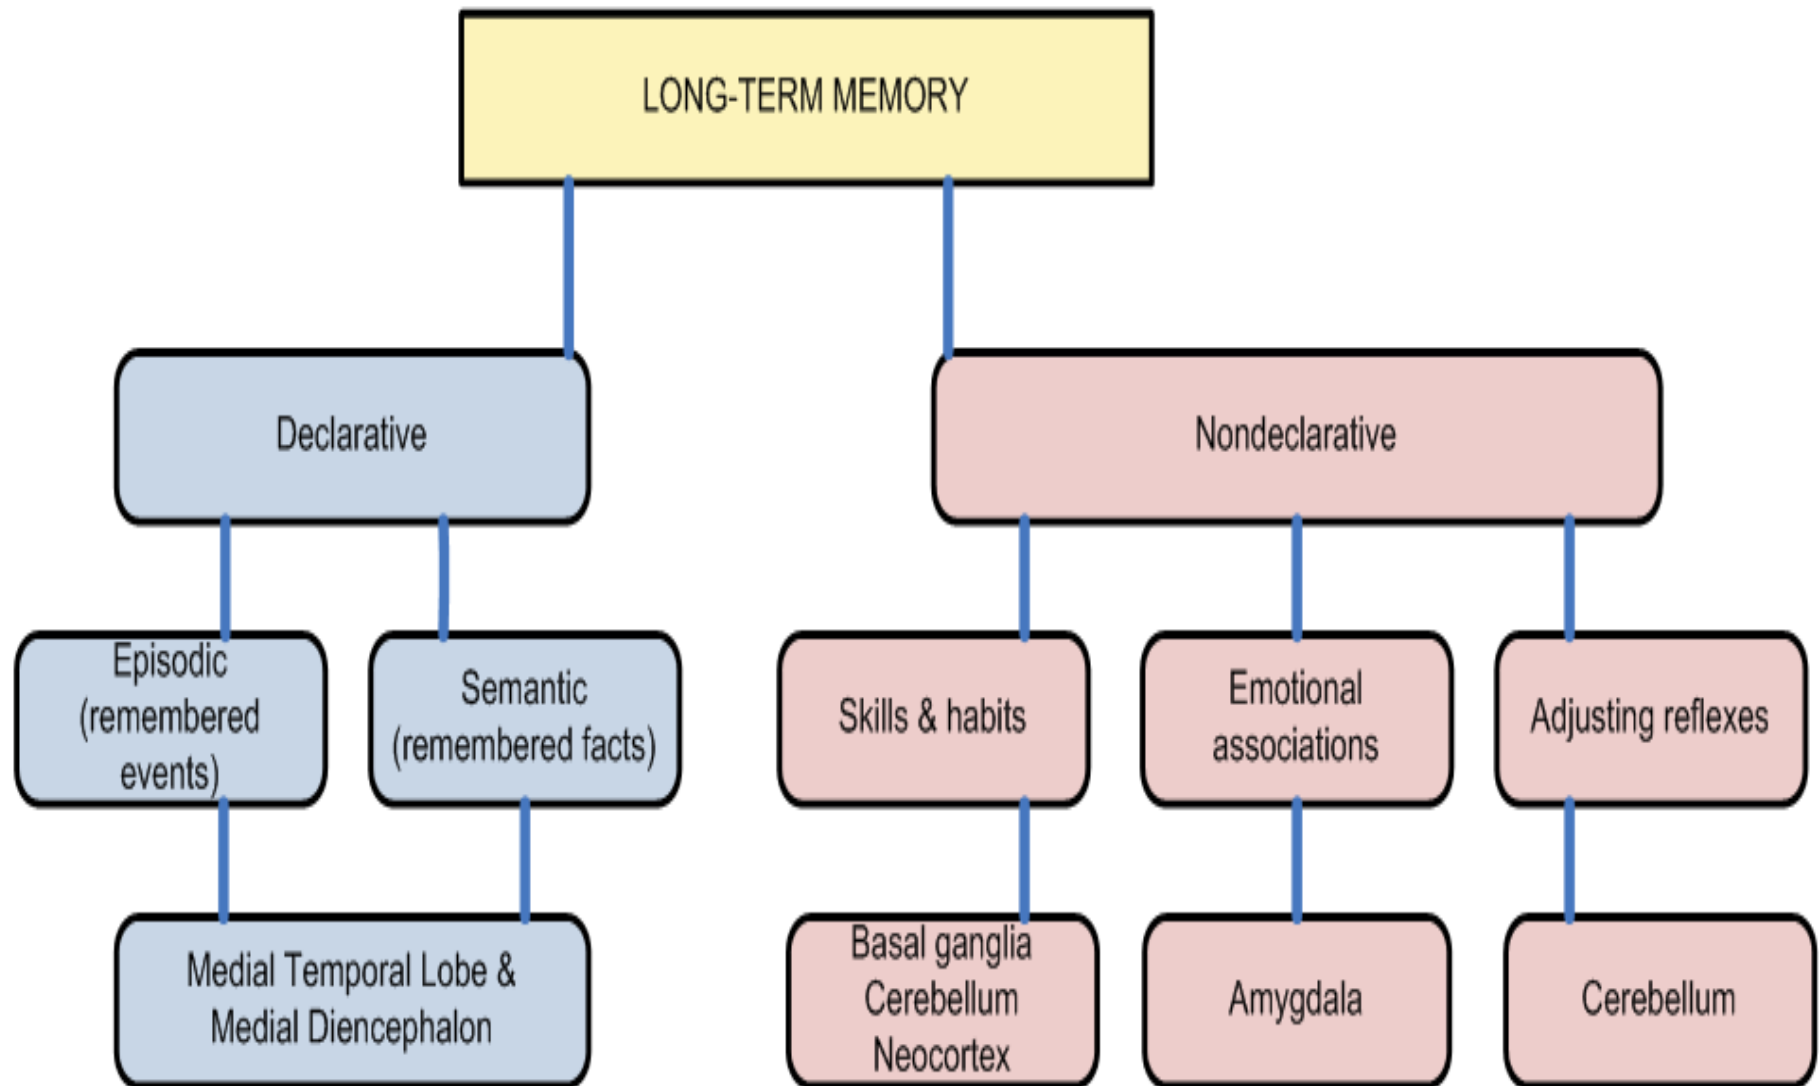 LONG-TERM MEMORY
Declarative
Nondeclarative
Episodic
(remembered
events)
Semantic
(remembered facts)
Skills & habits
Emotional
associations
Adjusting reflexes
Medial Temporal Lobe &
Medial Diencephalon
Basal ganglia
Cerebellum
Neocortex
Amygdala
Cerebellum